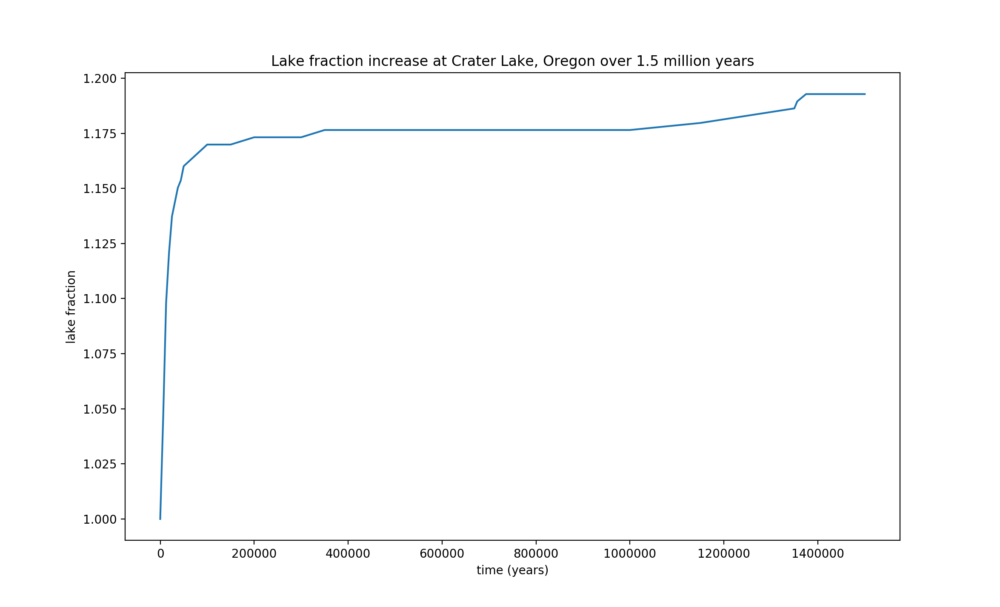 Lake fraction increase at Crater Lake, Oregon over 1.5 million years
1.200
1.175
1.150
1.125
1.100
1.075
1.050
1.025
1.000
lake fraction
0 200000 400000 600000 800000 1000000 1200000 1400000
time (years)